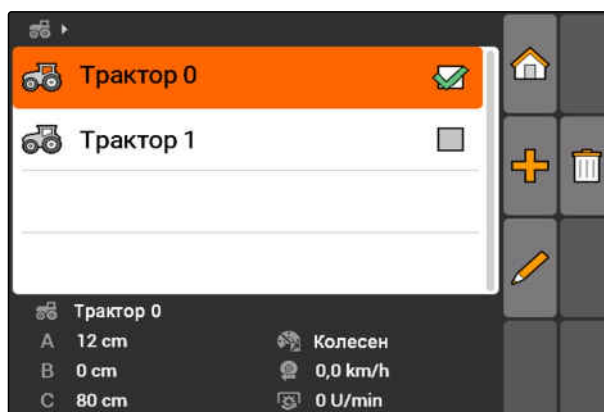 Трактор 0
Трактор 1
Трактор 0
A 12 cm
Колесен
B 0 cm
0,0 km/h
C 80 cm
0 U/min